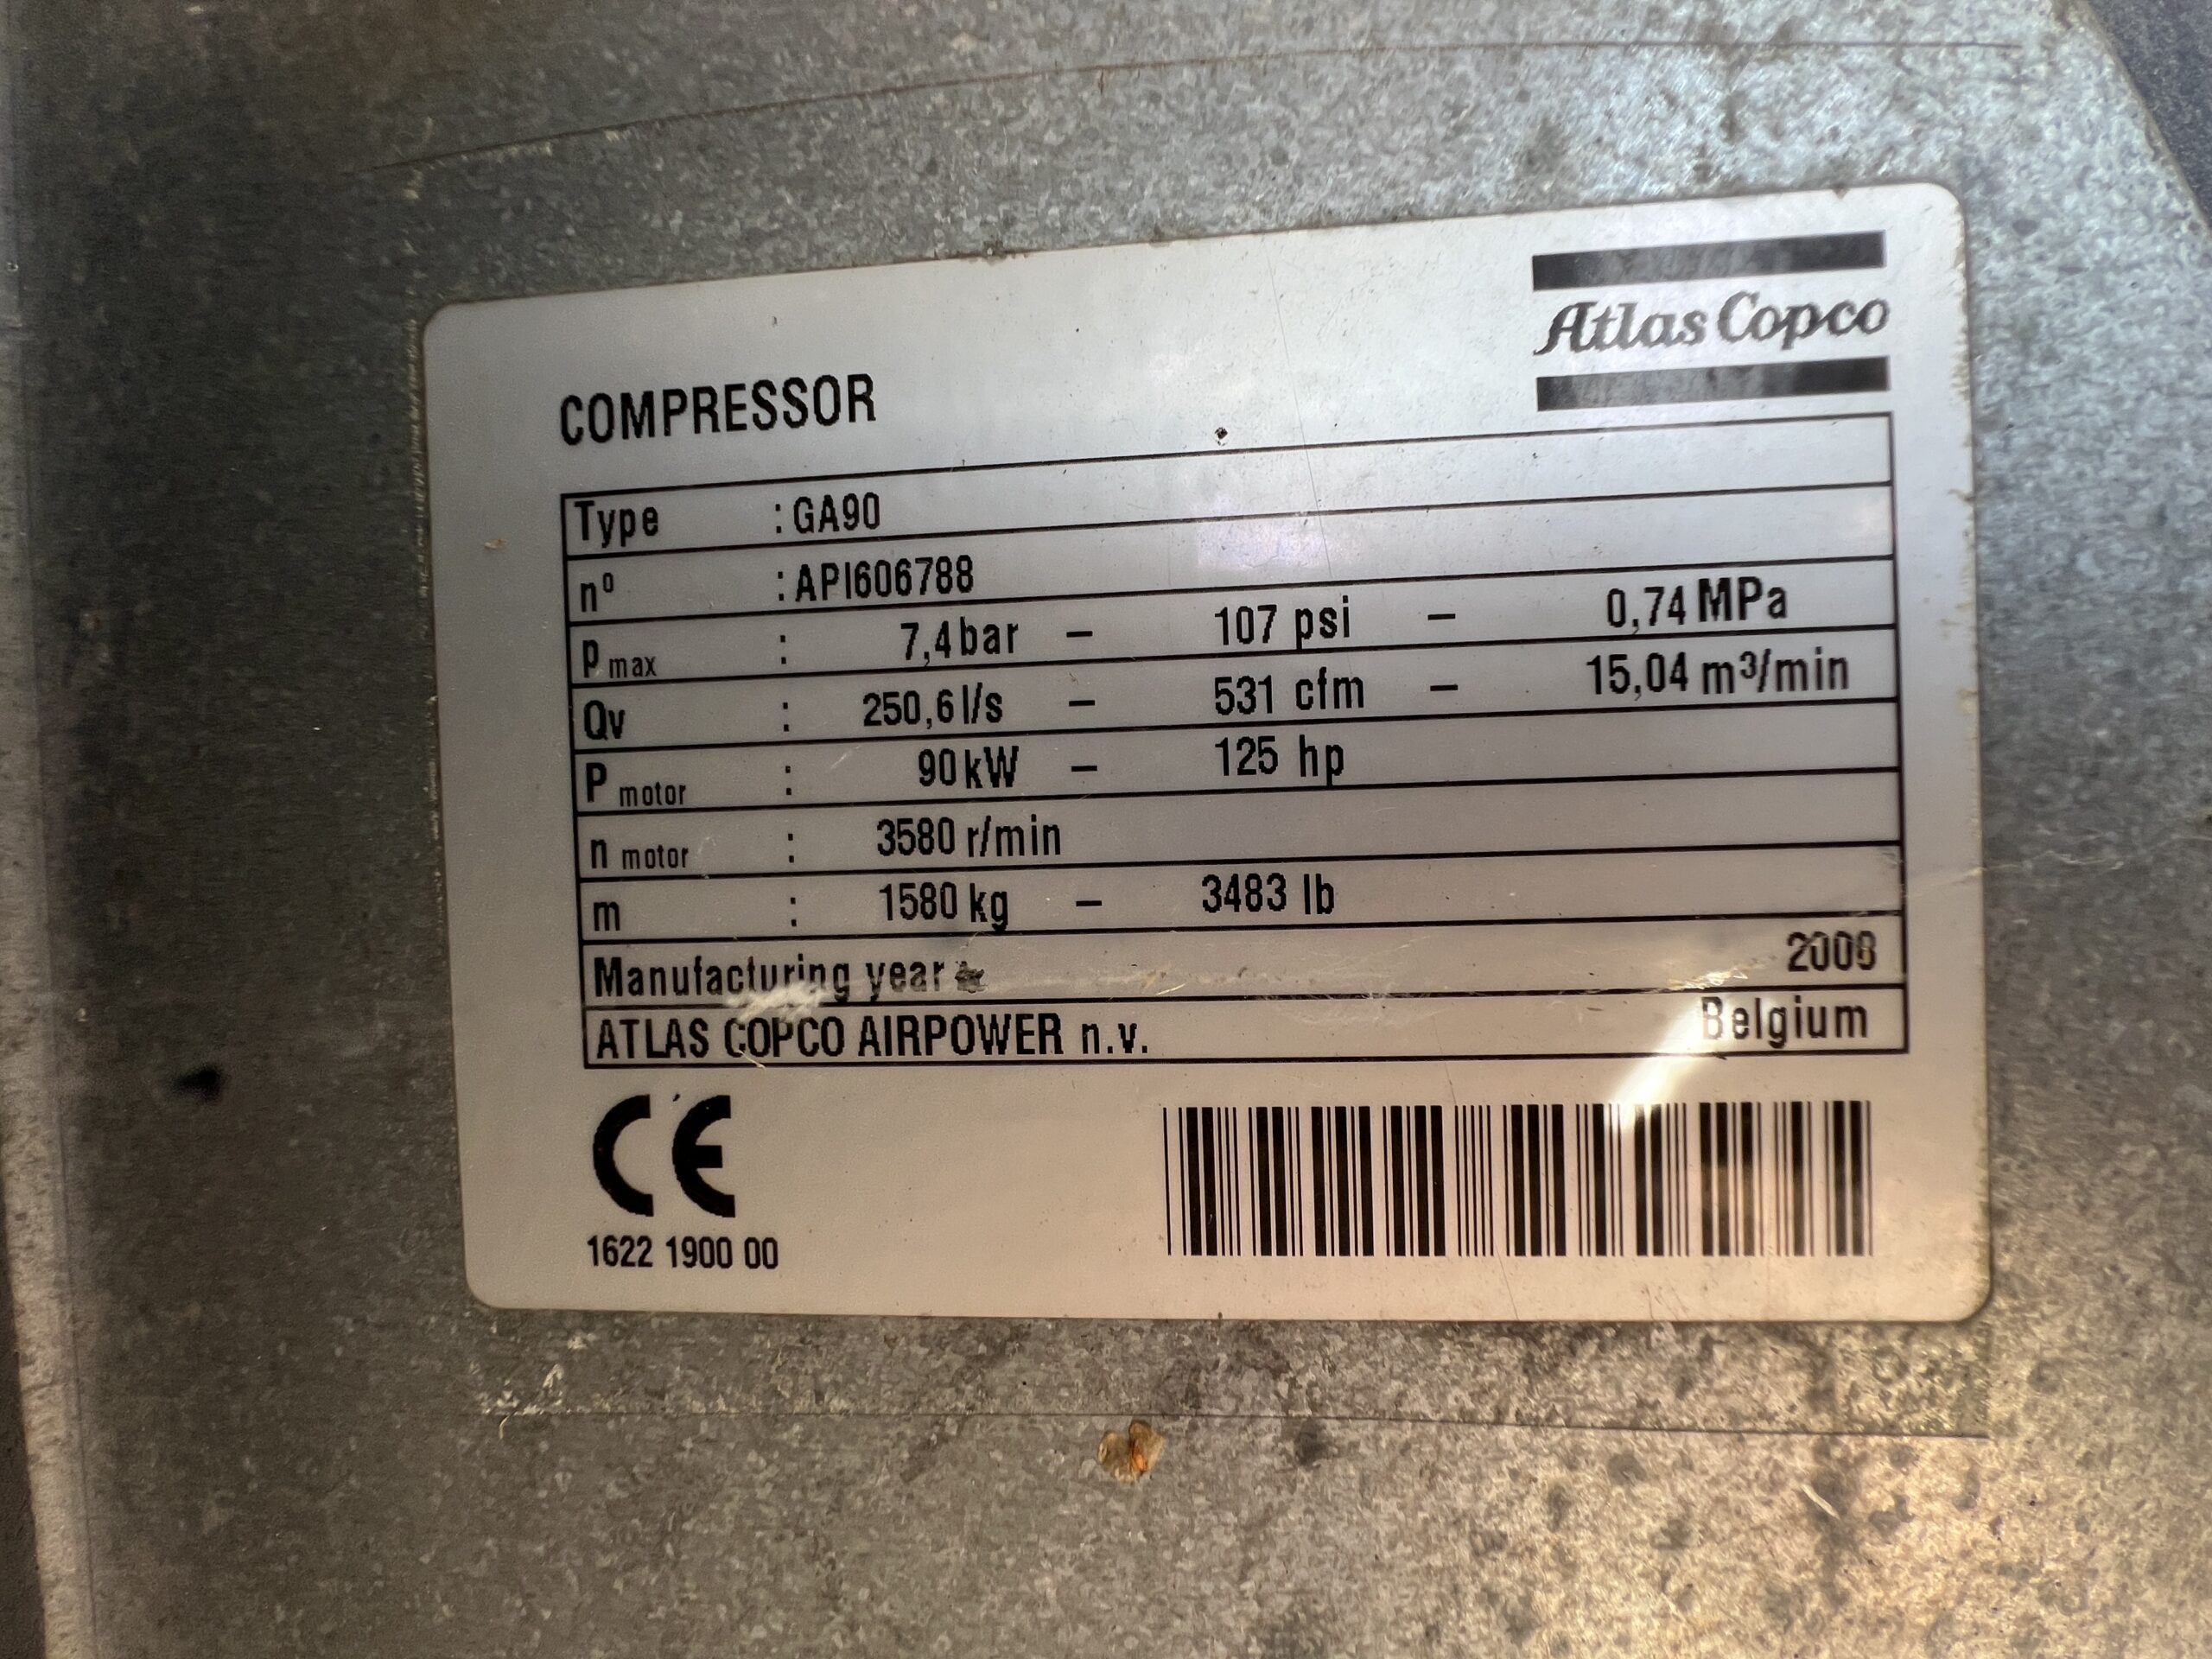 Atlas Copco
COMPRESSOR
Type : GA90
nº : API606788
p max : 7,4 bar – 107 psi – 0,74 MPa
Qv : 250,6 l/s – 531 cfm – 15,04 m³/min
P motor : 90 kW – 125 hp
n motor : 3580 r/min
m : 1580 kg – 3483 lb
Manufacturing year : 2008
ATLAS COPCO AIRPOWER n.v. Belgium
CE
1622 1900 00